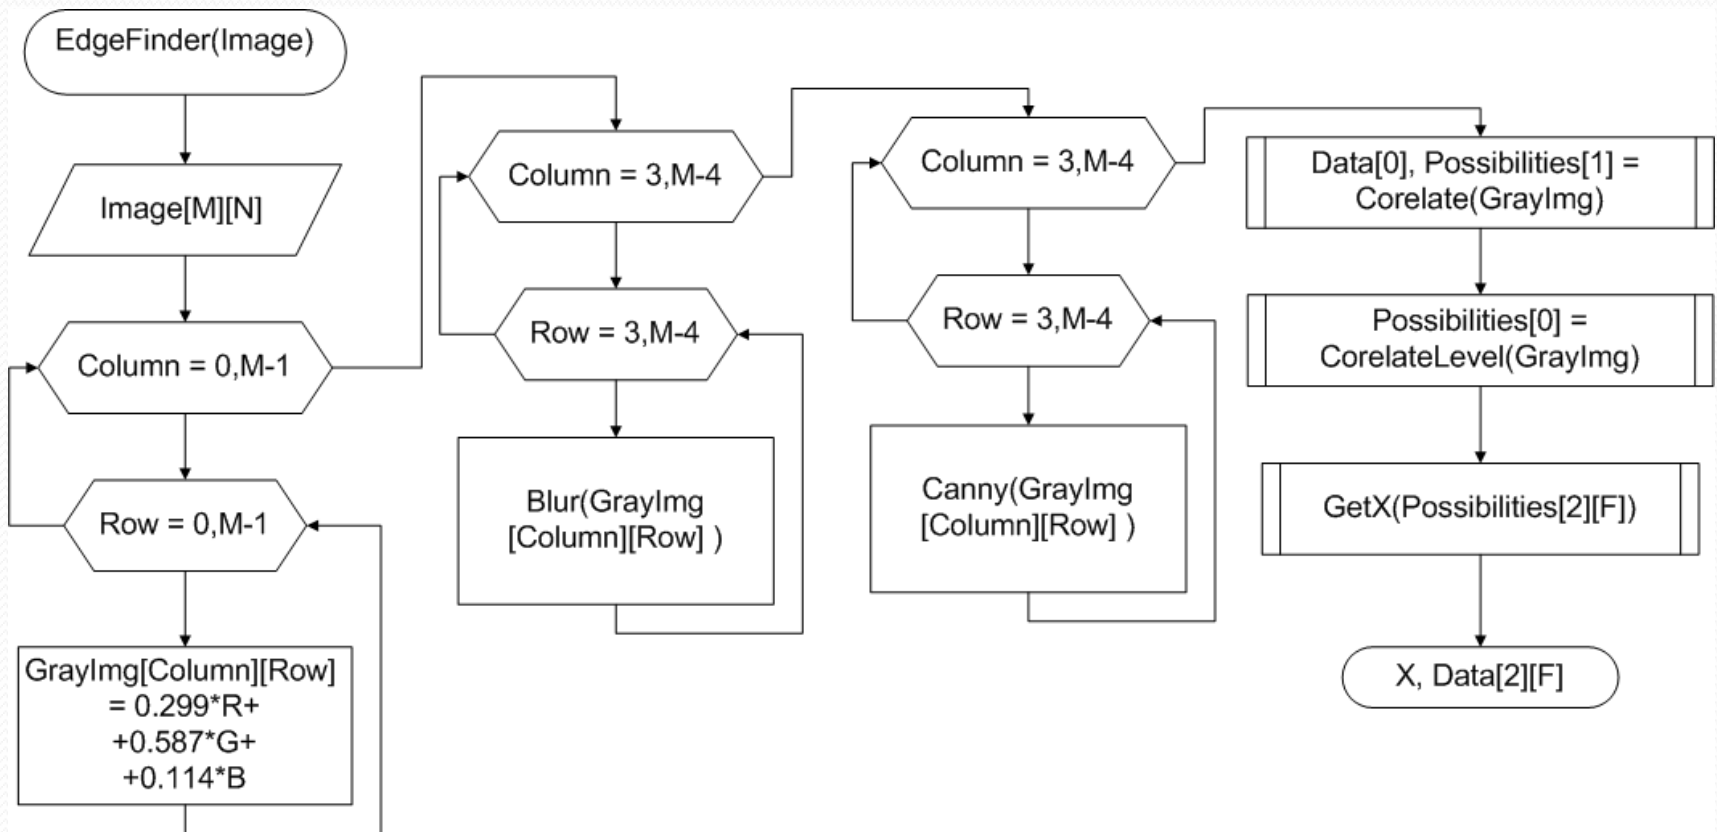 EdgeFinder(Image)
Image[M][N]
Column = 0,M-1
Row = 0,M-1
GrayImg[Column][Row]
= 0.299*R+
+0.587*G+
+0.114*B
Column = 3,M-4
Row = 3,M-4
Blur(GrayImg
[Column][Row] )
Column = 3,M-4
Row = 3,M-4
Canny(GrayImg
[Column][Row] )
Data[0], Possibilities[1] =
Corelate(GrayImg)
Possibilities[0] =
CorelateLevel(GrayImg)
GetX(Possibilities[2][F])
X, Data[2][F]